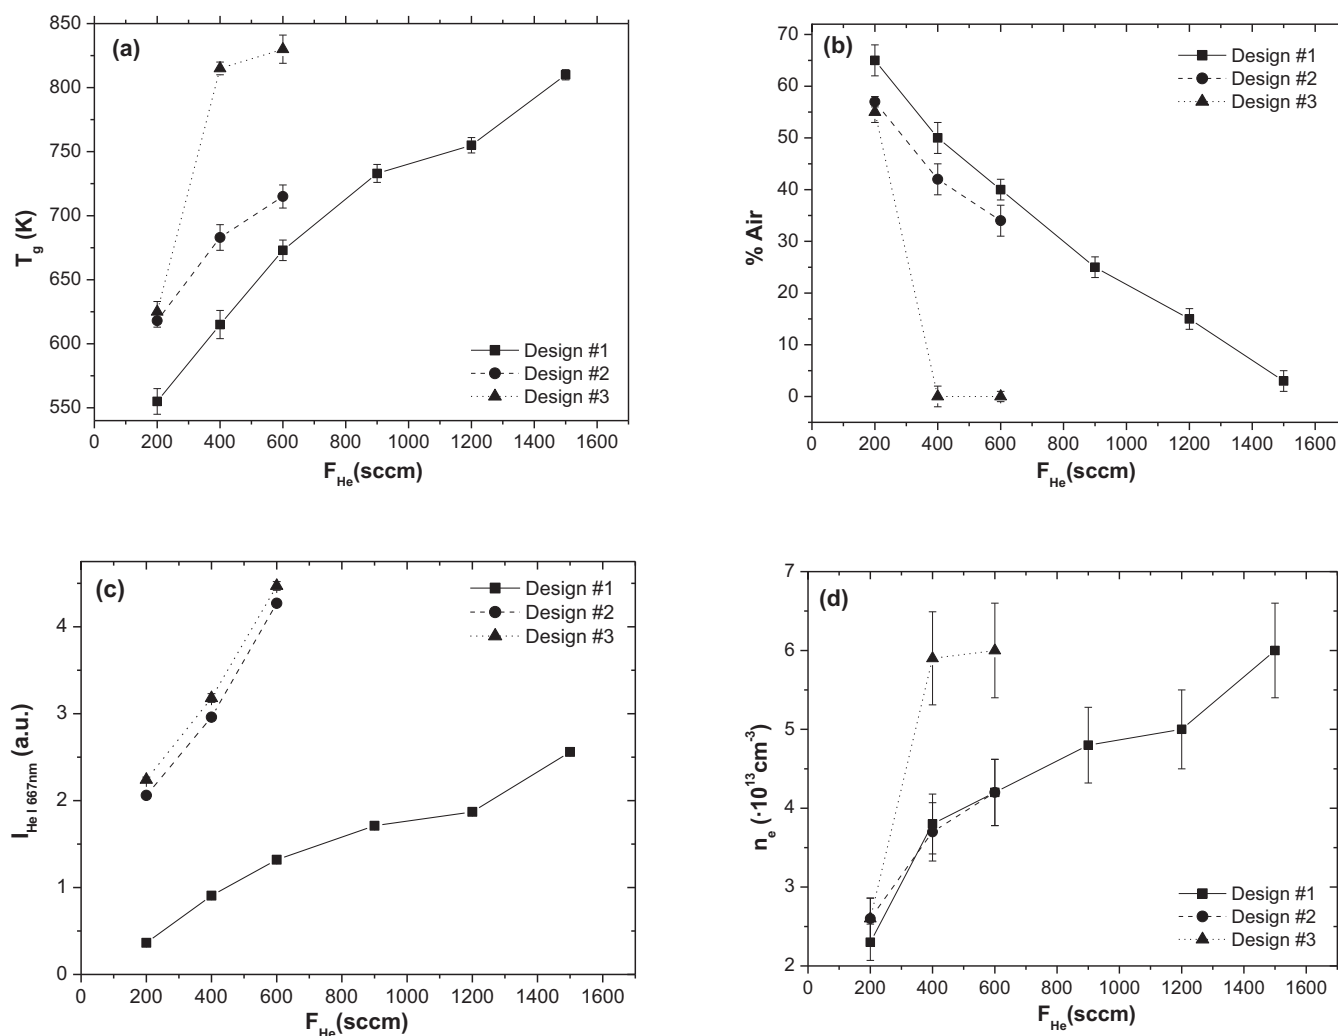 (a)
T_g (K)
850
800
750
700
650
600
550
Design #1
Design #2
Design #3
0 200 400 600 800 1000 1200 1400 1600
F_He(sccm)
(b)
% Air
70
60
50
40
30
20
10
0
Design #1
Design #2
Design #3
0 200 400 600 800 1000 1200 1400 1600
F_He(sccm)
(c)
I_He I 667nm (a.u.)
4
3
2
1
0
Design #1
Design #2
Design #3
0 200 400 600 800 1000 1200 1400 1600
F_He(sccm)
(d)
n_e (·10^13cm^-3)
7
6
5
4
3
2
Design #1
Design #2
Design #3
0 200 400 600 800 1000 1200 1400 1600
F_He(sccm)